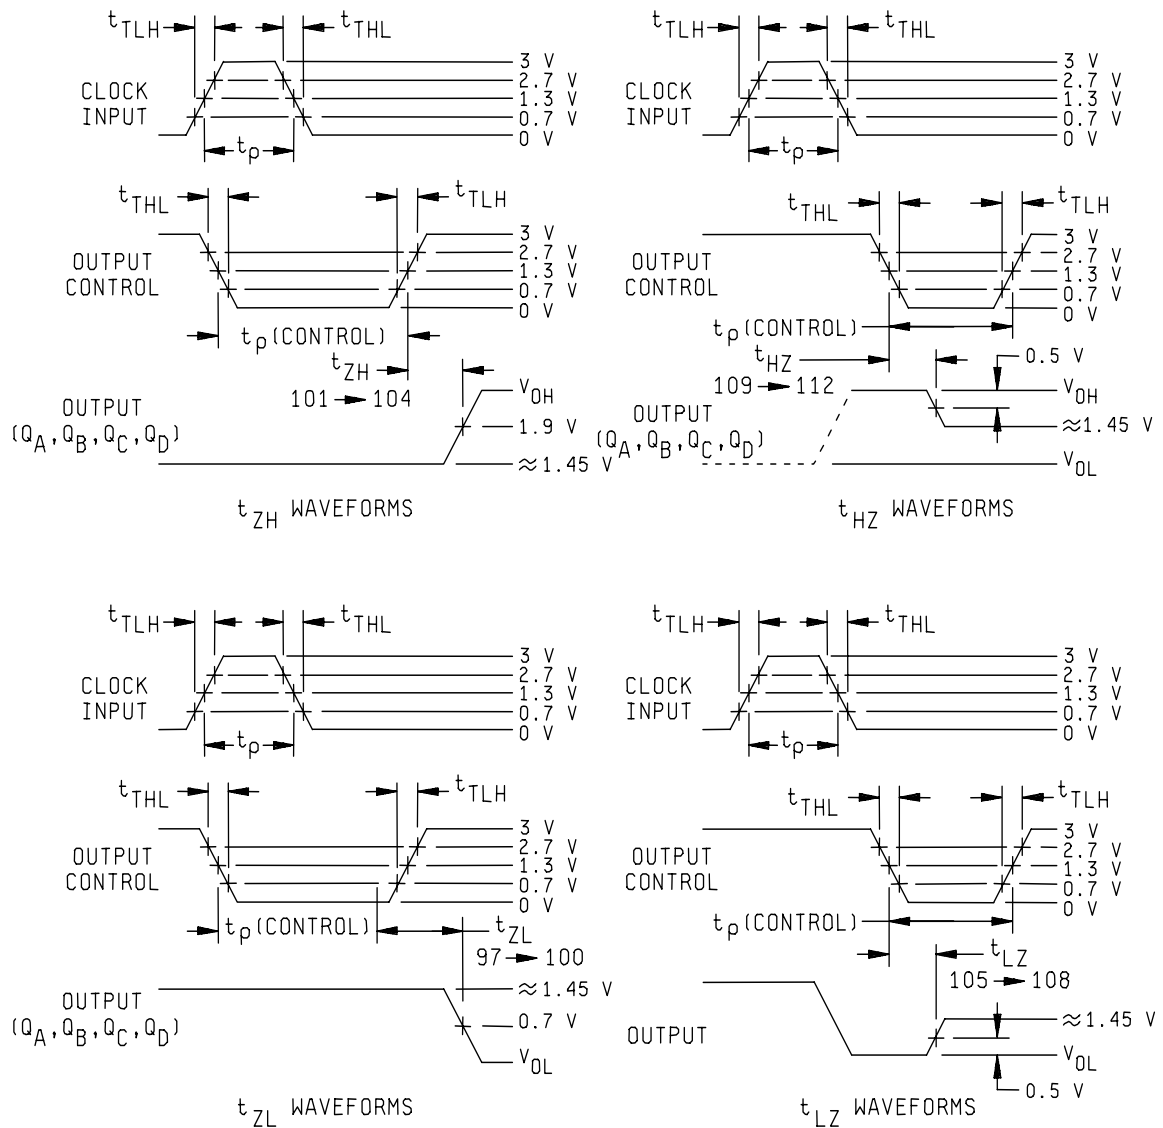 tTLH
tTHL
3 V
2.7 V
1.3 V
0.7 V
0 V
CLOCK
INPUT
tp
tTHL
tTLH
3 V
2.7 V
1.3 V
0.7 V
0 V
OUTPUT
CONTROL
tp(CONTROL)
tZH
101 → 104
VOH
1.9 V
≈1.45 V
OUTPUT
(QA,QB,QC,QD)
tZH WAVEFORMS
tTLH
tTHL
3 V
2.7 V
1.3 V
0.7 V
0 V
CLOCK
INPUT
tp
tTHL
tTLH
3 V
2.7 V
1.3 V
0.7 V
0 V
OUTPUT
CONTROL
tp(CONTROL)
tHZ
0.5 V
109 → 112
VOH
≈1.45 V
VOL
OUTPUT
(QA,QB,QC,QD)
tHZ WAVEFORMS
tTLH
tTHL
3 V
2.7 V
1.3 V
0.7 V
0 V
CLOCK
INPUT
tp
tTHL
tTLH
3 V
2.7 V
1.3 V
0.7 V
0 V
OUTPUT
CONTROL
tp(CONTROL)
tZL
97 → 100
≈1.45 V
0.7 V
VOL
OUTPUT
(QA,QB,QC,QD)
tZL WAVEFORMS
tTLH
tTHL
3 V
2.7 V
1.3 V
0.7 V
0 V
CLOCK
INPUT
tp
tTHL
tTLH
3 V
2.7 V
1.3 V
0.7 V
0 V
OUTPUT
CONTROL
tp(CONTROL)
tLZ
105 → 108
≈1.45 V
VOL
0.5 V
OUTPUT
tLZ WAVEFORMS